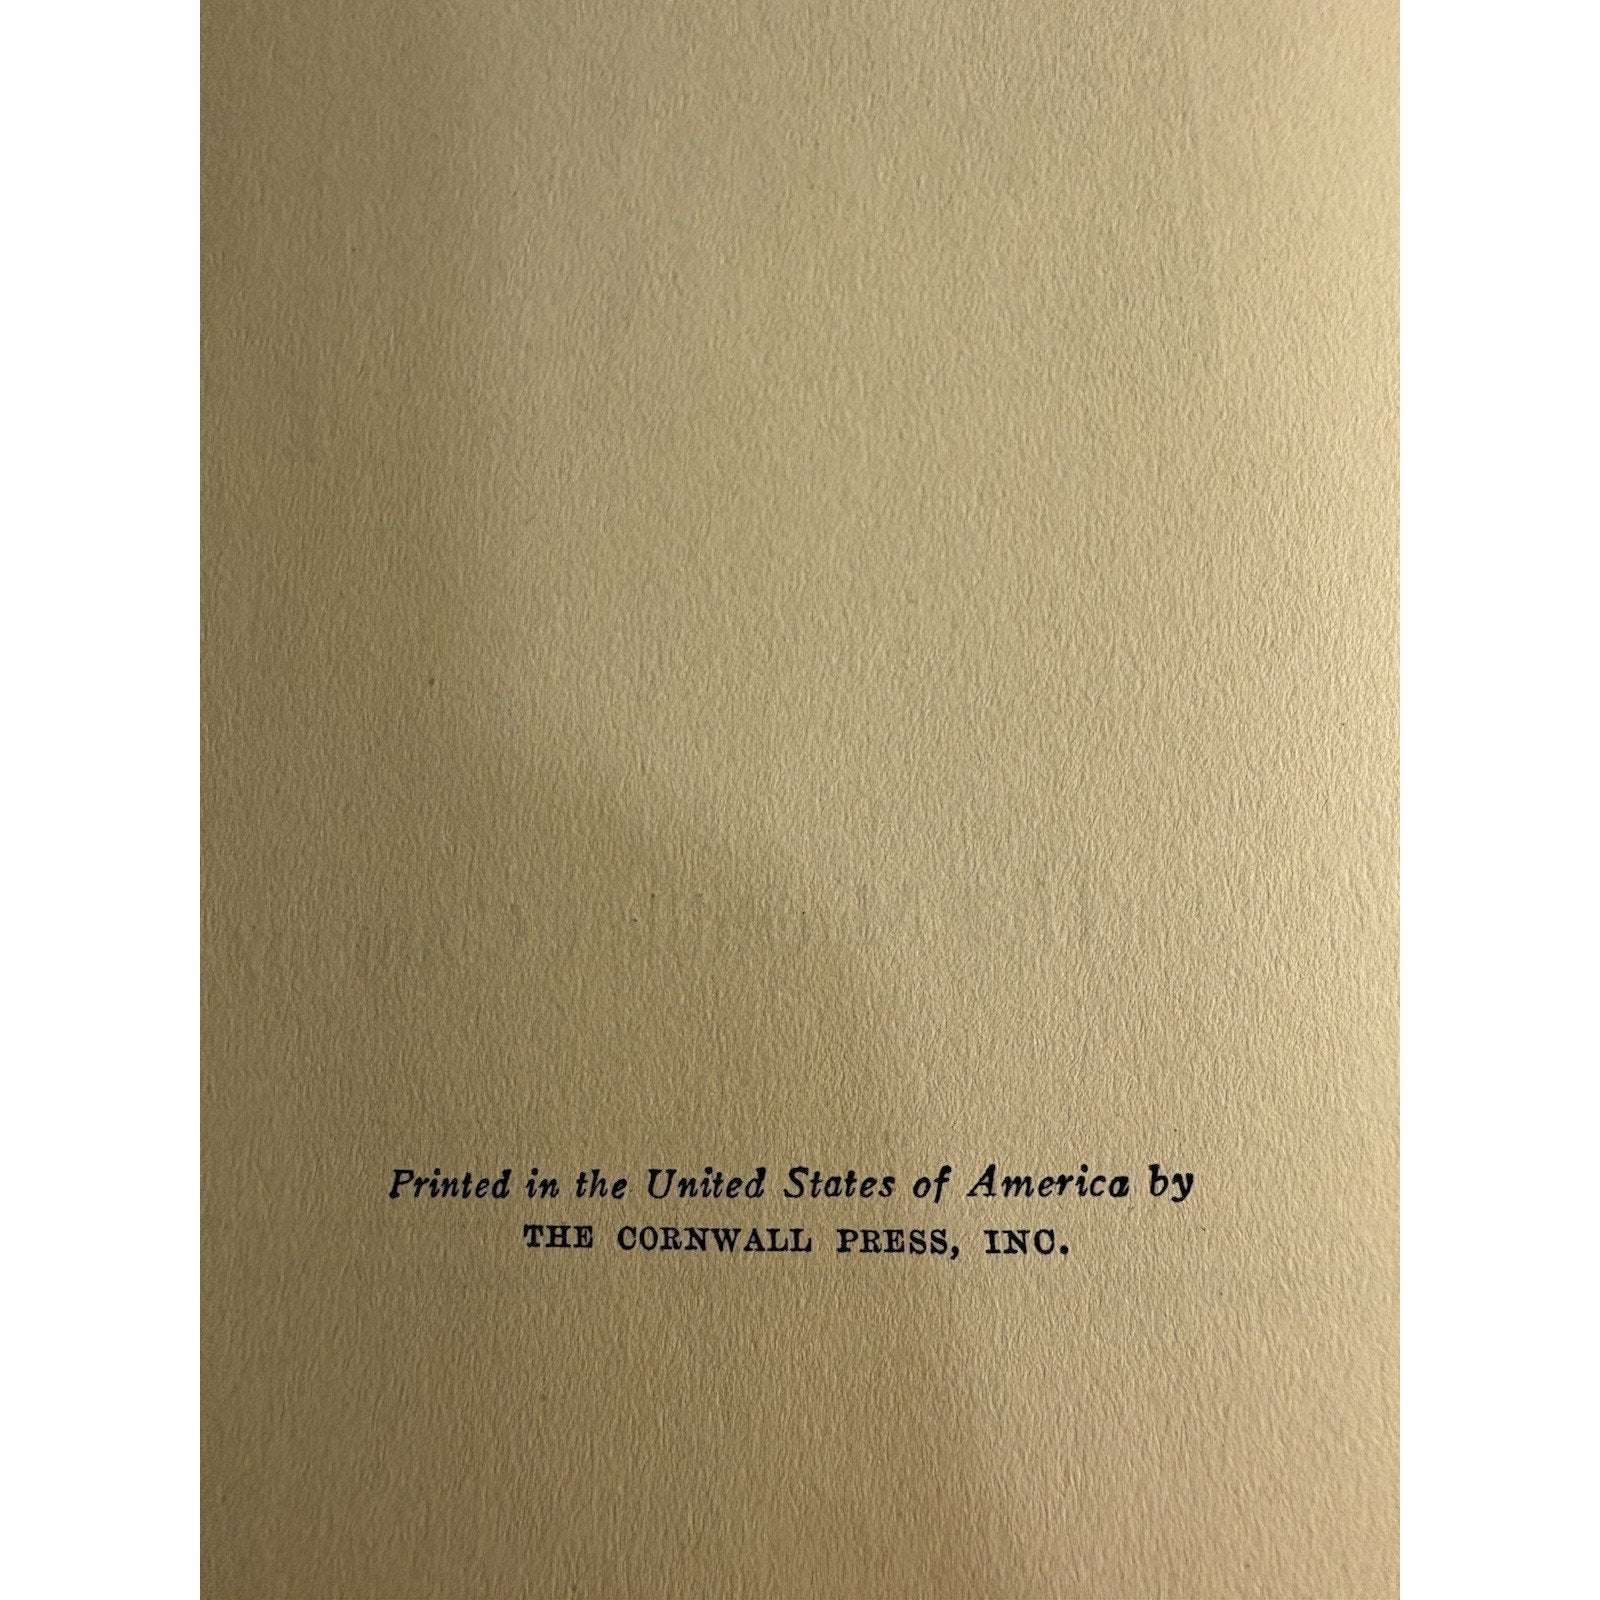 Printed in the United States of America by
THE CORNWALL PRESS, INC.